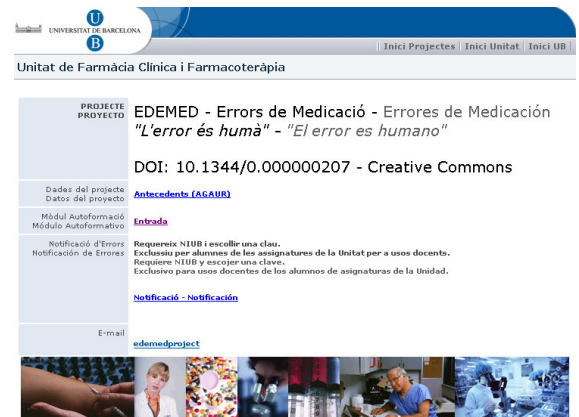 U
UNIVERSITAT DE BARCELONA
B
Inici Projectes | Inici Unitat | Inici UB |
Unitat de Farmàcia Clínica i Farmacoteràpia
PROJECTE
PROYECTO
EDEMED - Errors de Medicació - Errores de Medicación
"L'error és humà" - "El error es humano"
DOI: 10.1344/0.000000207 - Creative Commons
Dades del projecte
Datos del proyecto
Antecedents (AGAUR)
Mòdul Autoformació
Módulo Autoformativo
Entrada
Notificació d'Errors
Notificación de Errores
Requereix NIUB i escollir una clau.
Exclussiu per alumnes de les assignatures de la Unitat per a usos docents.
Requiere NIUB y escojer una clave.
Exclusivo para usos docentes de los alumnos de asignaturas de la Unidad.
Notificació - Notificación
E-mail
edemedproject